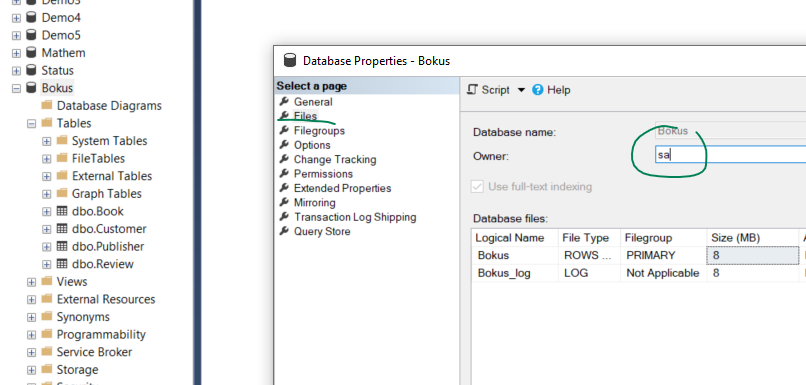 Demo3
Demo4
Demo5
Mathem
Status
Bokus
Database Diagrams
Tables
System Tables
FileTables
External Tables
Graph Tables
dbo.Book
dbo.Customer
dbo.Publisher
dbo.Review
Views
External Resources
Synonyms
Programmability
Service Broker
Storage
Security
Database Properties - Bokus
Select a page
General
Files
Filegroups
Options
Change Tracking
Permissions
Extended Properties
Mirroring
Transaction Log Shipping
Query Store
Script ? Help
Database name: Bokus
Owner: sa
Use full-text indexing
Database files:
Logical Name File Type Filegroup Size (MB)
Bokus ROWS ... PRIMARY 8
Bokus_log LOG Not Applicable 8